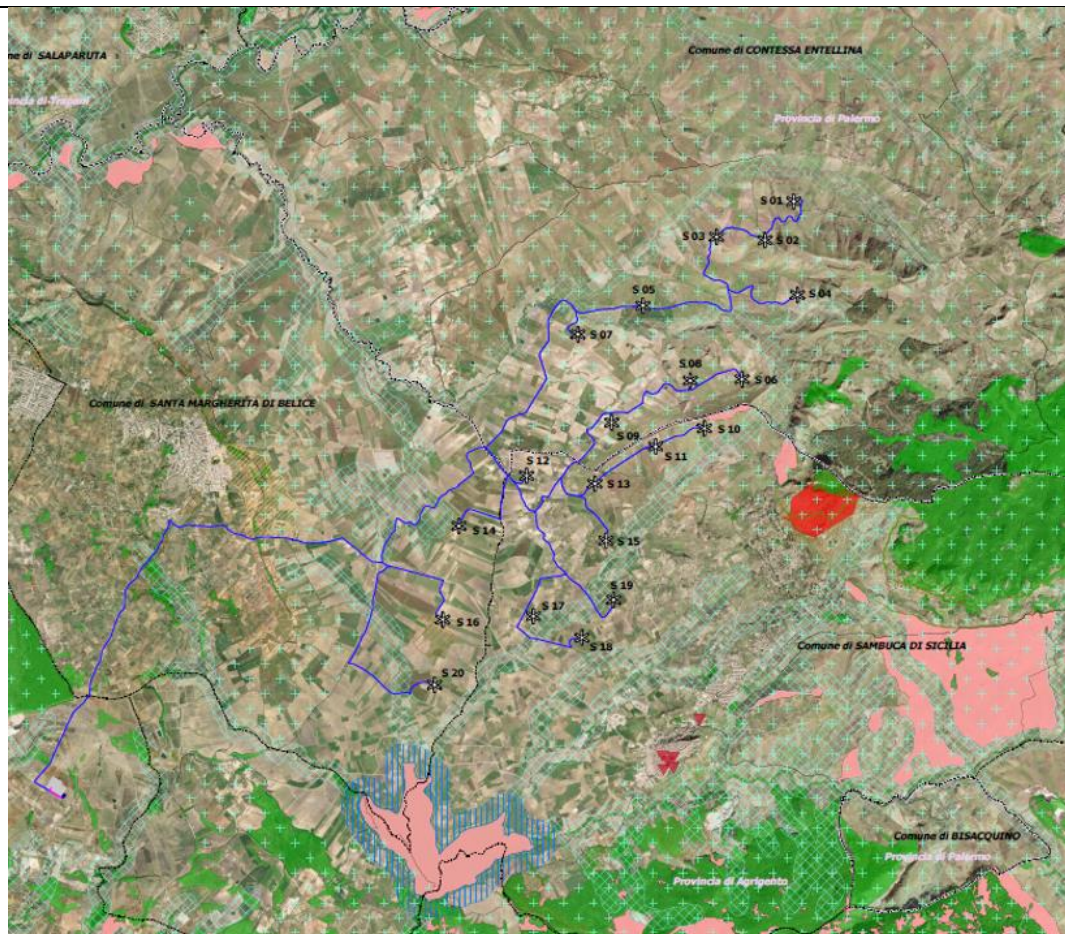 Comune di CONTESSA ENTELLINA
ne di SALAPARUTA
vincia di Trapani
Provincia di Palermo
S 01
S 03
S 02
S 04
S 05
S 07
S 08
S 06
Comune di SANTA MARGHERITA DI BELICE
S 09
S 10
S 11
S 12
S 13
S 14
S 15
S 19
S 17
S 16
S 18
Comune di SAMBUCA DI SICILIA
S 20
Comune di BISACQUINO
Provincia di Palermo
Provincia di Agrigento